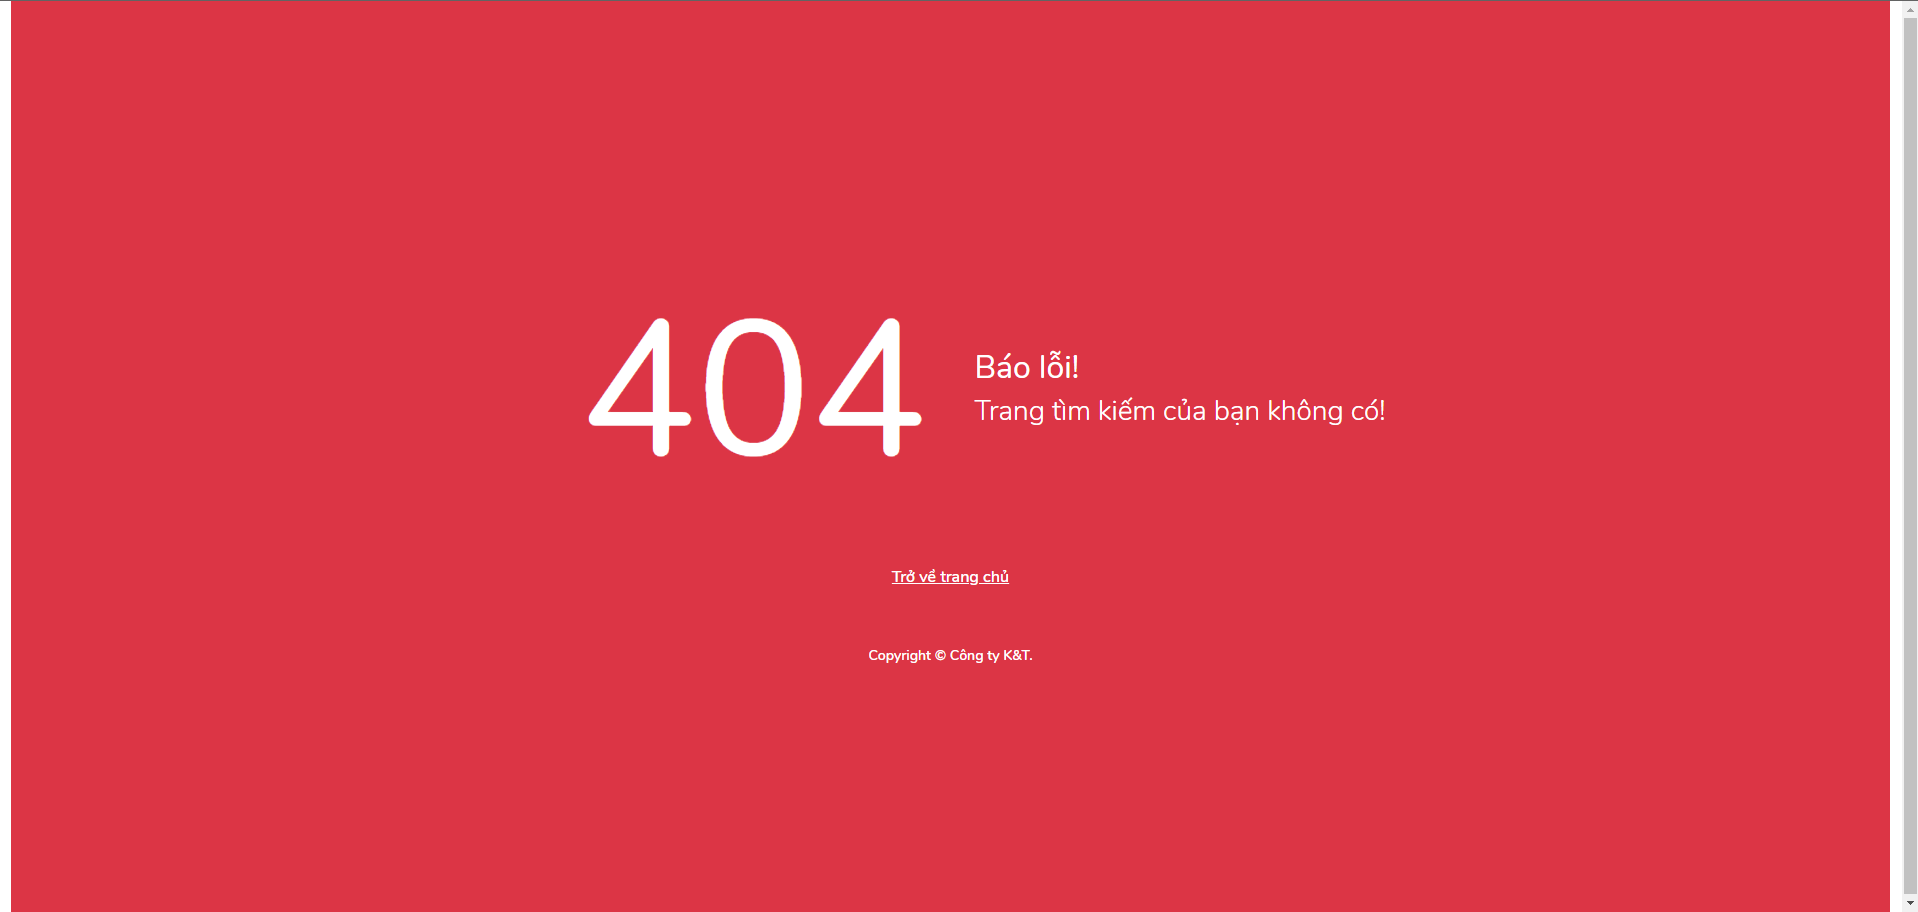 404
Báo lỗi!
Trang tìm kiếm của bạn không có!
Trở về trang chủ
Copyright © Công ty K&T.